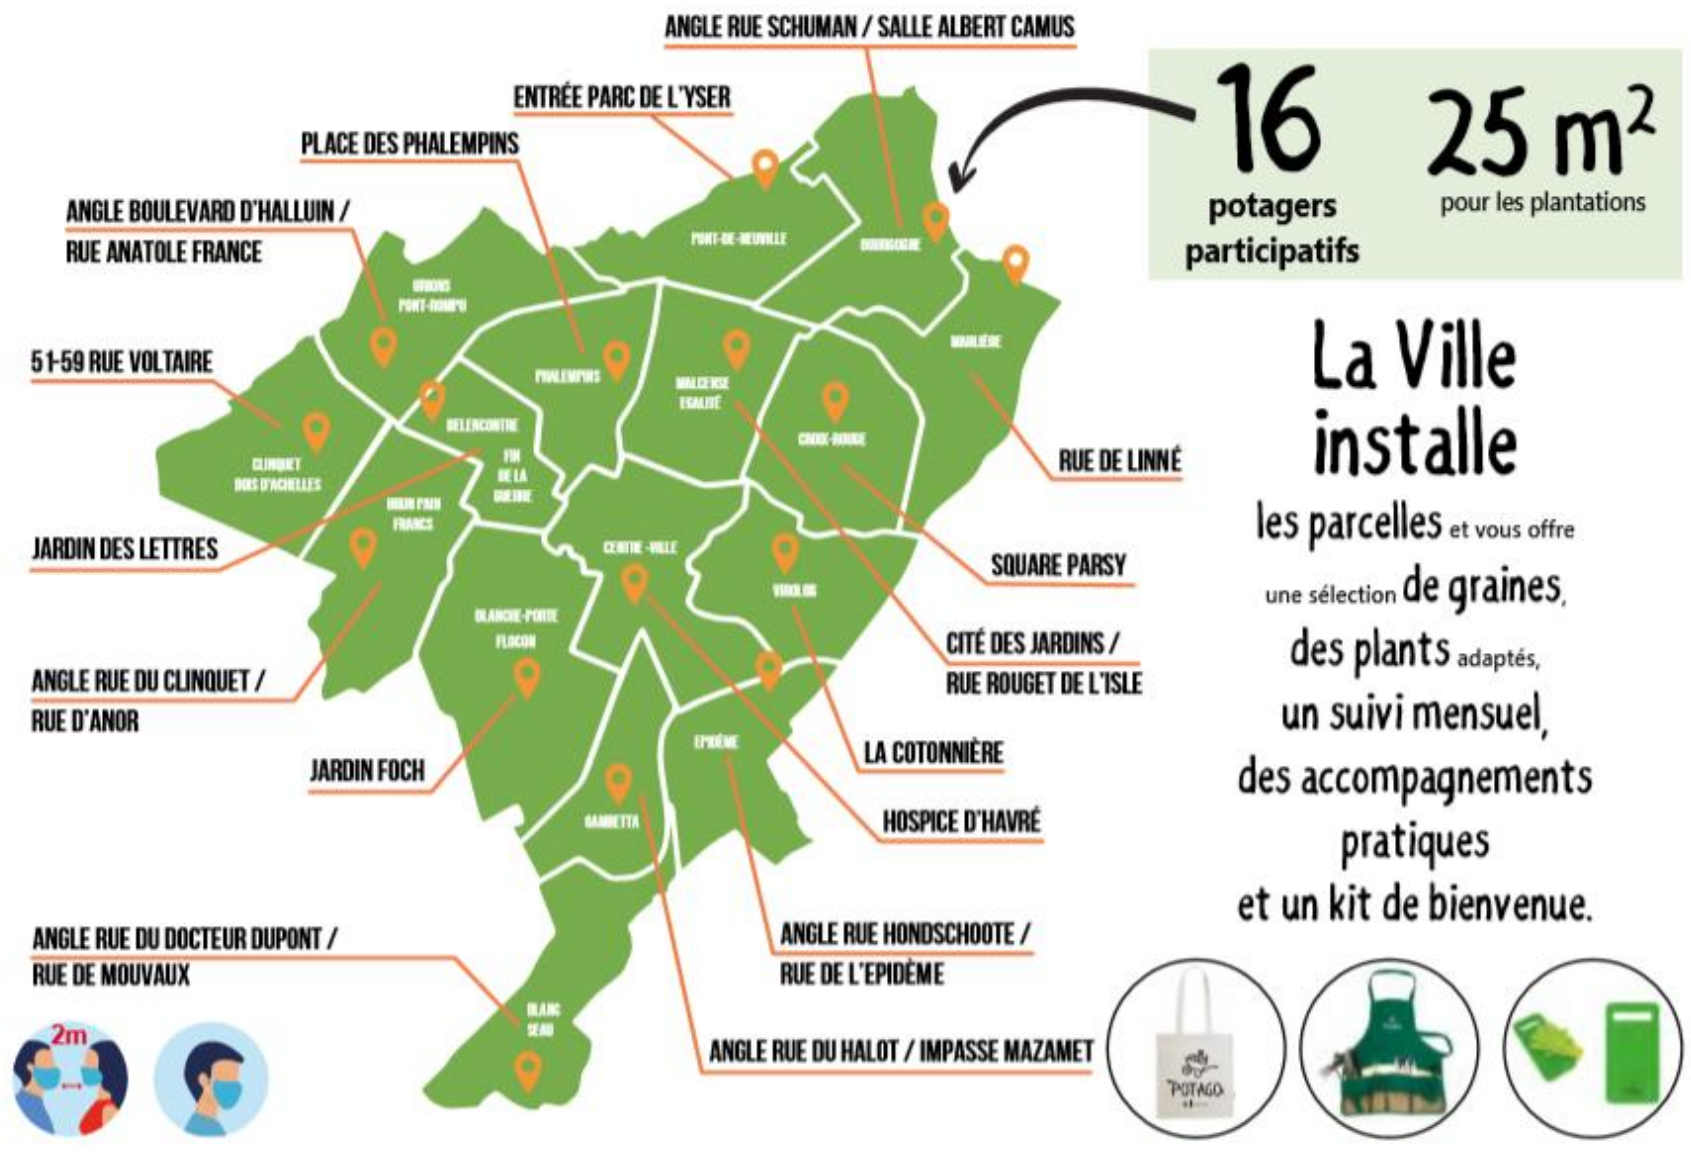 ANGLE RUE SCHUMAN / SALLE ALBERT CAMUS
ENTRÉE PARC DE L'YSER
PLACE DES PHALEMPINS
ANGLE BOULEVARD D'HALLUIN /
RUE ANATOLE FRANCE
51-59 RUE VOLTAIRE
JARDIN DES LETTRES
ANGLE RUE DU CLINQUET /
RUE D'ANOR
JARDIN FOCH
ANGLE RUE DU DOCTEUR DUPONT /
RUE DE MOUVAUX
2m
PONT-DE-NEUVILLE
BOURGOGNE
ORIONS
PONT-ROMPU
MARLIÈRE
PHALEMPINS
MALCENSE
EGALITÉ
CROIX-ROUGE
BELENCONTRE
FIN
DE LA
GUERRE
CLINQUET
BOIS D'ACHELLES
BRUN PAIN
FRANCS
CENTRE-VILLE
VIROLOIS
BLANCHE-PORTE
FLOCON
EPIDÈME
GAMBETTA
BLANC
SEAU
RUE DE LINNÉ
SQUARE PARSY
CITÉ DES JARDINS /
RUE ROUGET DE L'ISLE
LA COTONNIÈRE
HOSPICE D'HAVRÉ
ANGLE RUE HONDSCHOOTE /
RUE DE L'EPIDÈME
ANGLE RUE DU HALOT / IMPASSE MAZAMET
16
potagers
participatifs
25 m²
pour les plantations
La Ville
installe
les parcelles et vous offre
une sélection de graines,
des plants adaptés,
un suivi mensuel,
des accompagnements
pratiques
et un kit de bienvenue.
POTAGO